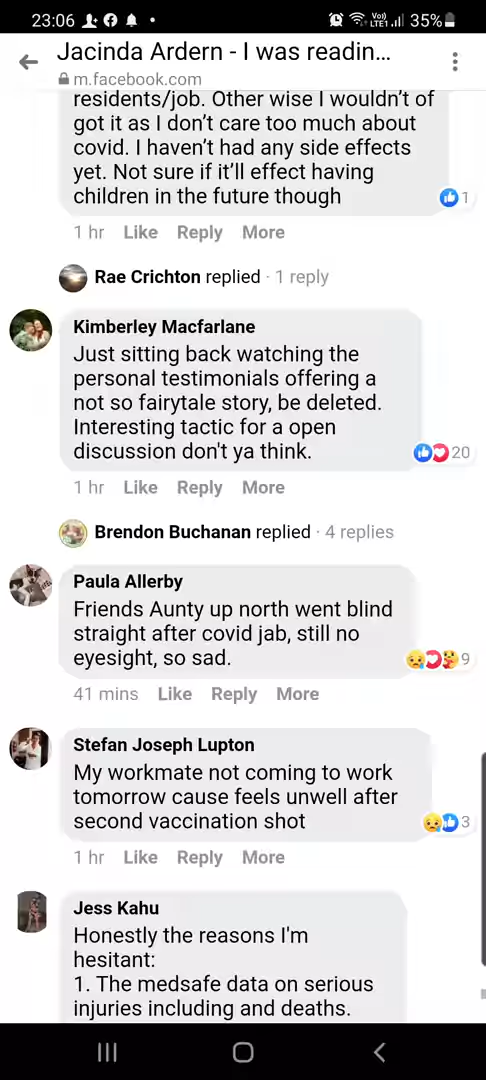 23:06
Vo)) LTE1 35%
Jacinda Ardern - I was readin...
m.facebook.com
residents/job. Other wise I wouldn't of
got it as I don't care too much about
covid. I haven't had any side effects
yet. Not sure if it'll effect having
children in the future though
1
1 hr Like Reply More
Rae Crichton replied · 1 reply
Kimberley Macfarlane
Just sitting back watching the
personal testimonials offering a
not so fairytale story, be deleted.
Interesting tactic for a open
discussion don't ya think.
20
1 hr Like Reply More
Brendon Buchanan replied · 4 replies
Paula Allerby
Friends Aunty up north went blind
straight after covid jab, still no
eyesight, so sad.
9
41 mins Like Reply More
Stefan Joseph Lupton
My workmate not coming to work
tomorrow cause feels unwell after
second vaccination shot
3
1 hr Like Reply More
Jess Kahu
Honestly the reasons I'm
hesitant:
1. The medsafe data on serious
injuries including and deaths.